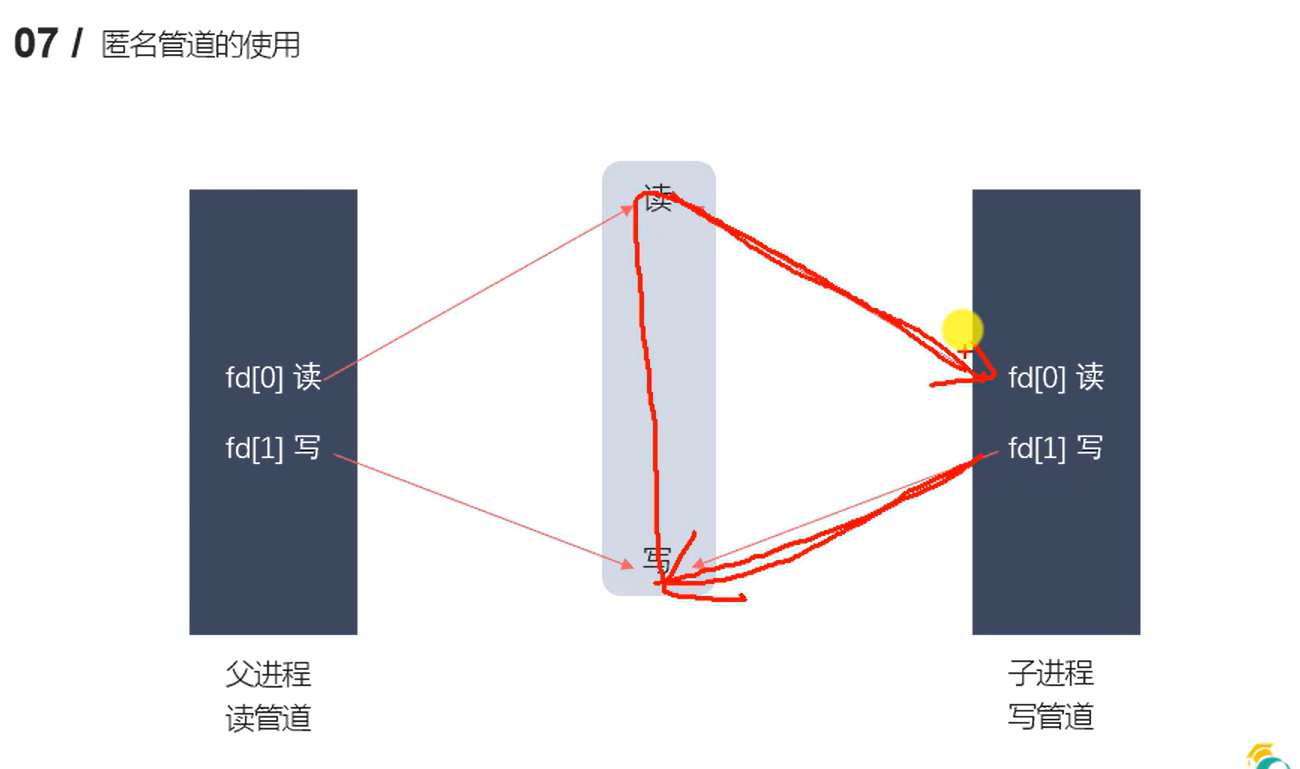 07 / 匿名管道的使用
读
fd[0] 读
fd[1] 写
fd[0] 读
fd[1] 写
写
父进程
读管道
子进程
写管道